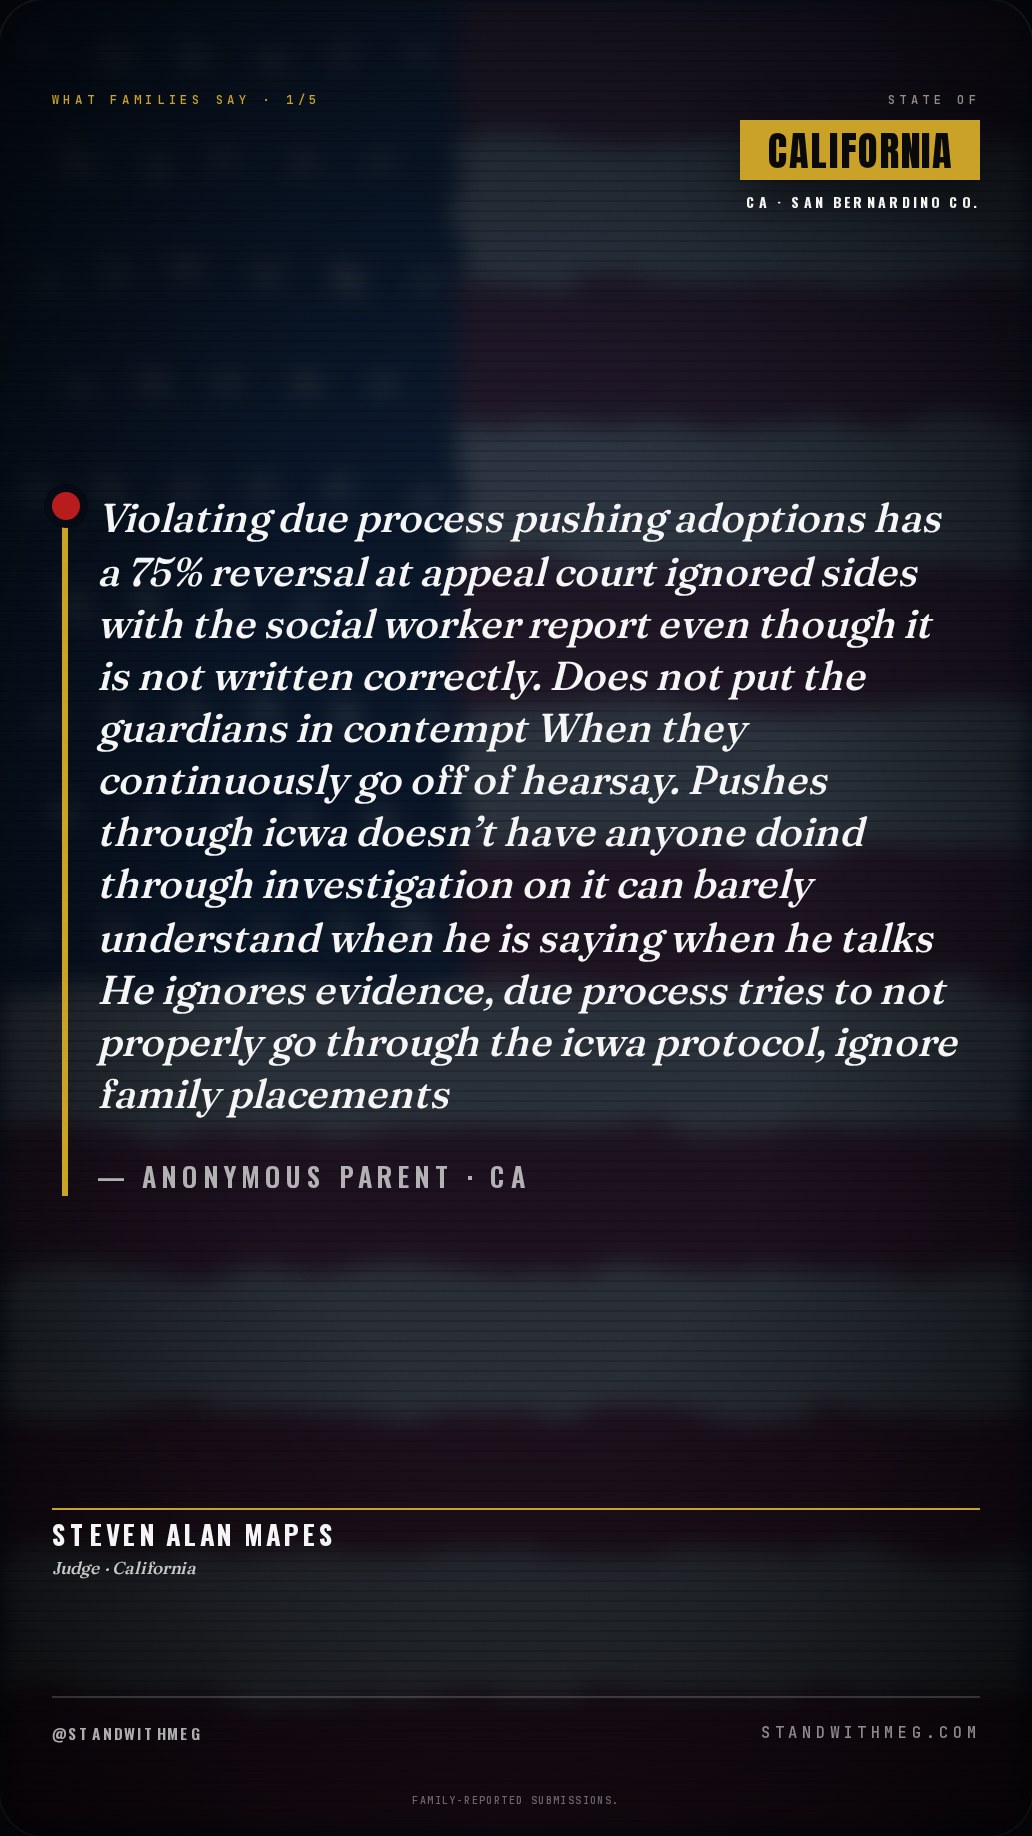 WHAT FAMILIES SAY · 1/5
STATE OF
CALIFORNIA
CA · SAN BERNARDINO CO.
Violating due process pushing adoptions has
a 75% reversal at appeal court ignored sides
with the social worker report even though it
is not written correctly. Does not put the
guardians in contempt When they
continuously go off of hearsay. Pushes
through icwa doesn’t have anyone doind
through investigation on it can barely
understand when he is saying when he talks
He ignores evidence, due process tries to not
properly go through the icwa protocol, ignore
family placements
— ANONYMOUS PARENT · CA
STEVEN ALAN MAPES
Judge · California
@STANDWITHMEG
STANDWITHMEG.COM
FAMILY-REPORTED SUBMISSIONS.